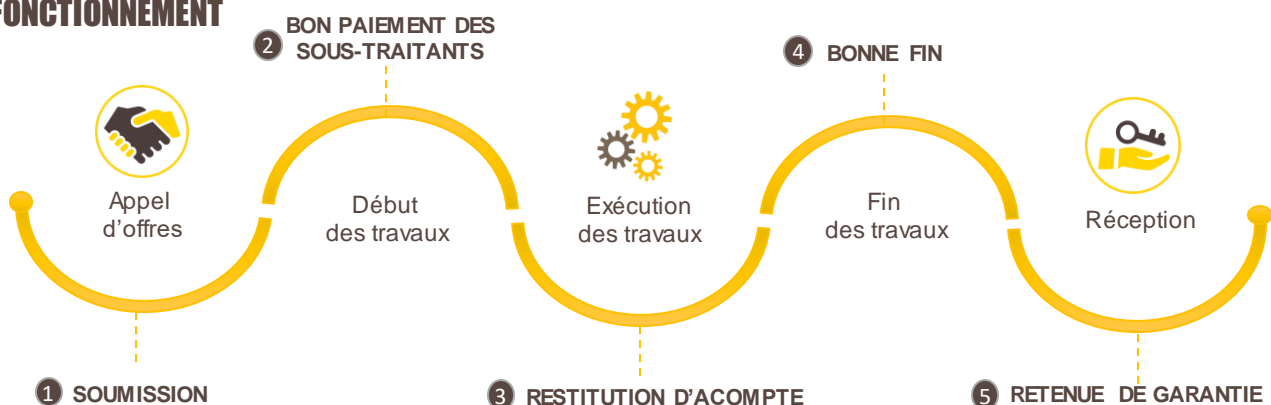 FONCTIONNEMENT
2 BON PAIEMENT DES
SOUS-TRAITANTS
4 BONNE FIN
Appel
d'offres
Début
des travaux
Exécution
des travaux
Fin
des travaux
Réception
1 SOUMISSION
3 RESTITUTION D'ACOMPTE
5 RETENUE DE GARANTIE